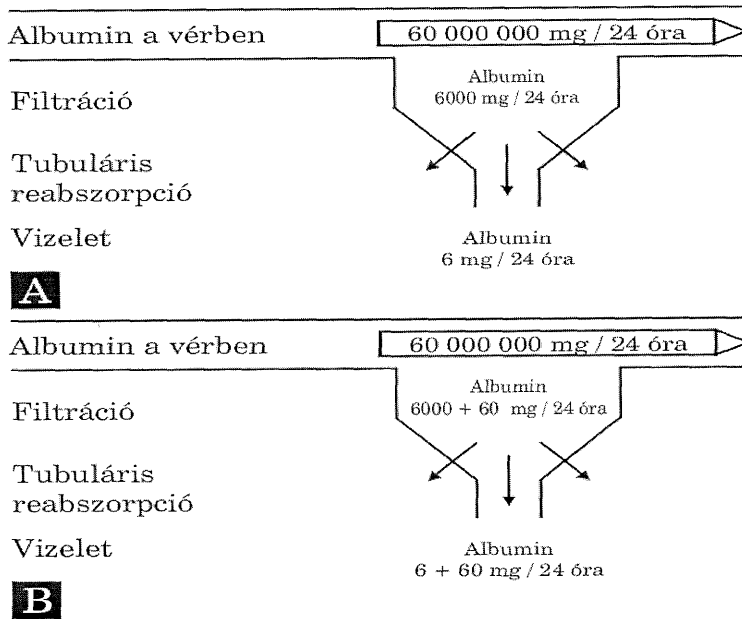 Albumin a vérben
60 000 000 mg / 24 óra
Filtráció
Albumin
6000 mg / 24 óra
Tubuláris
reabszorpció
Vizelet
Albumin
6 mg / 24 óra
A
Albumin a vérben
60 000 000 mg / 24 óra
Filtráció
Albumin
6000 + 60 mg / 24 óra
Tubuláris
reabszorpció
Vizelet
Albumin
6 + 60 mg / 24 óra
B